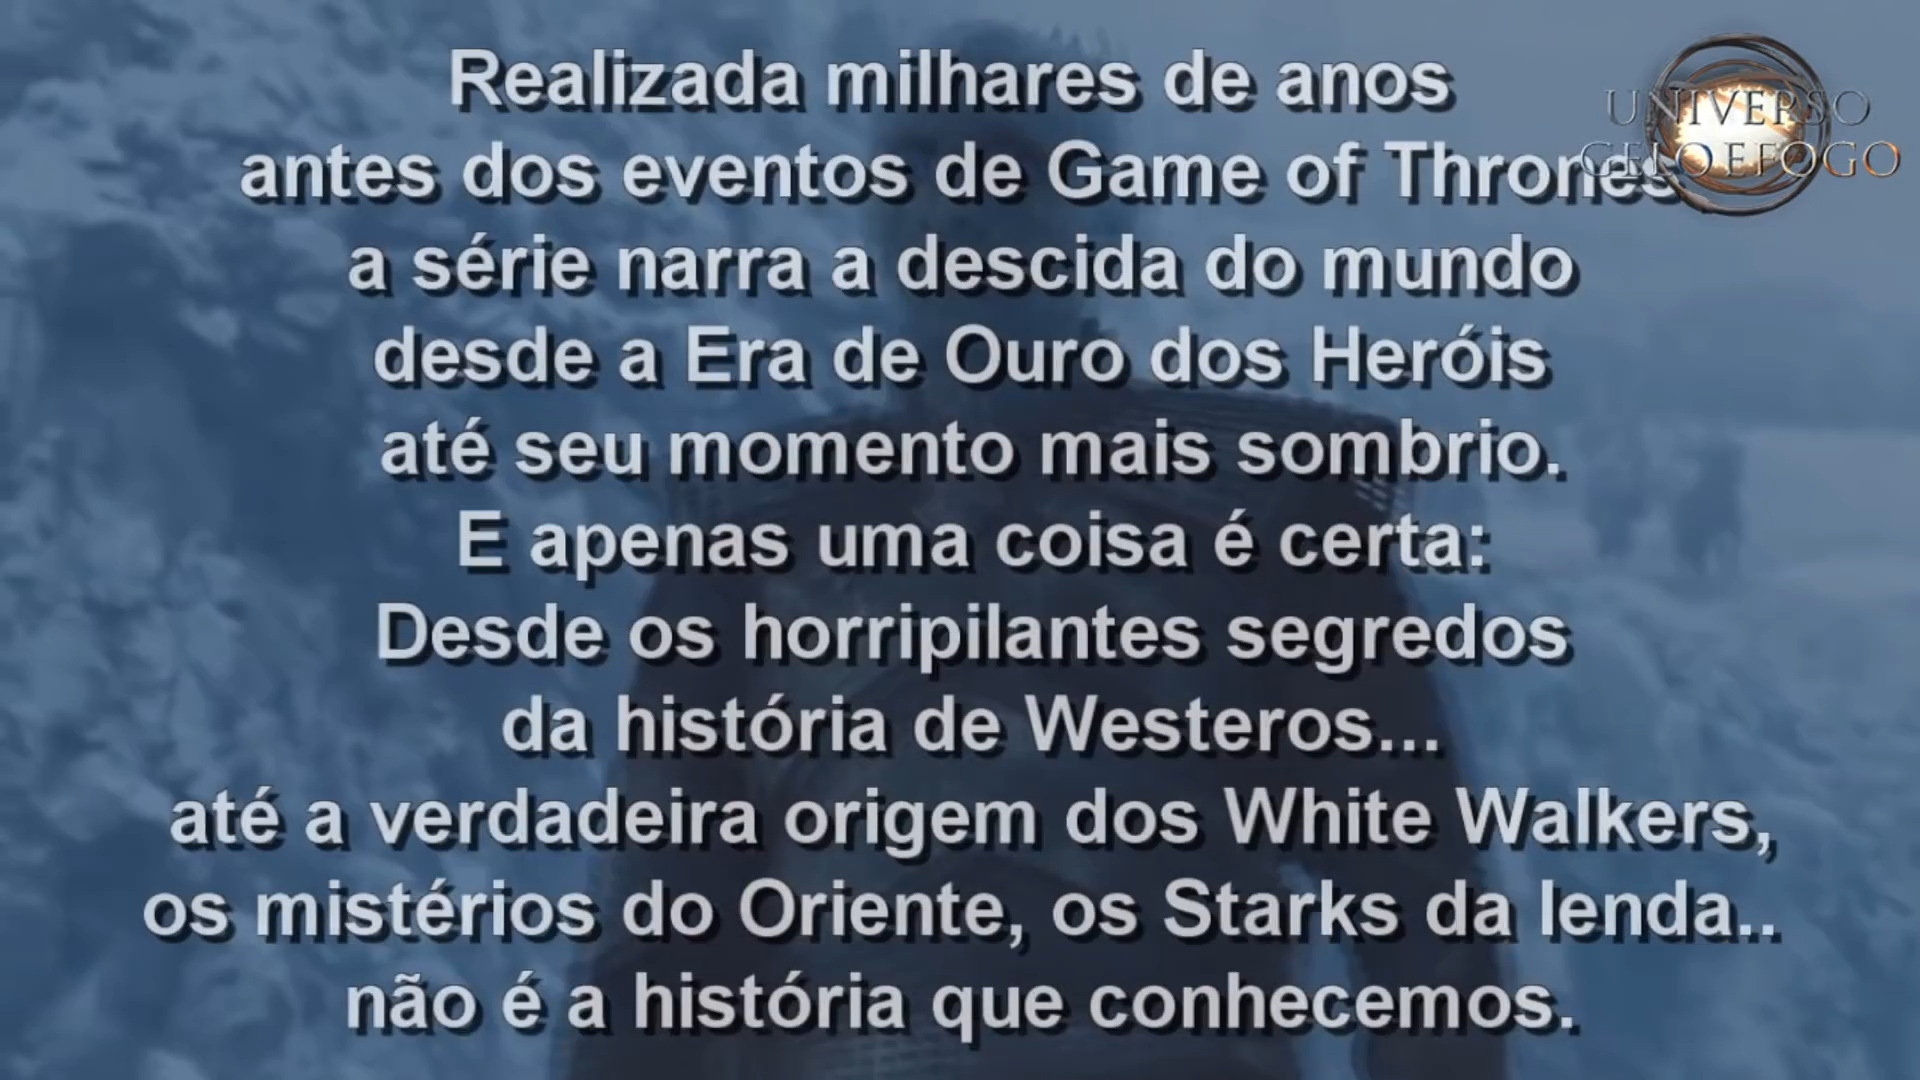 Realizada milhares de anos
antes dos eventos de Game of Thrones
a série narra a descida do mundo
desde a Era de Ouro dos Heróis
até seu momento mais sombrio.
E apenas uma coisa é certa:
Desde os horripilantes segredos
da história de Westeros...
até a verdadeira origem dos White Walkers,
os mistérios do Oriente, os Starks da lenda..
não é a história que conhecemos.
UNIVERSO
GELO E FOGO